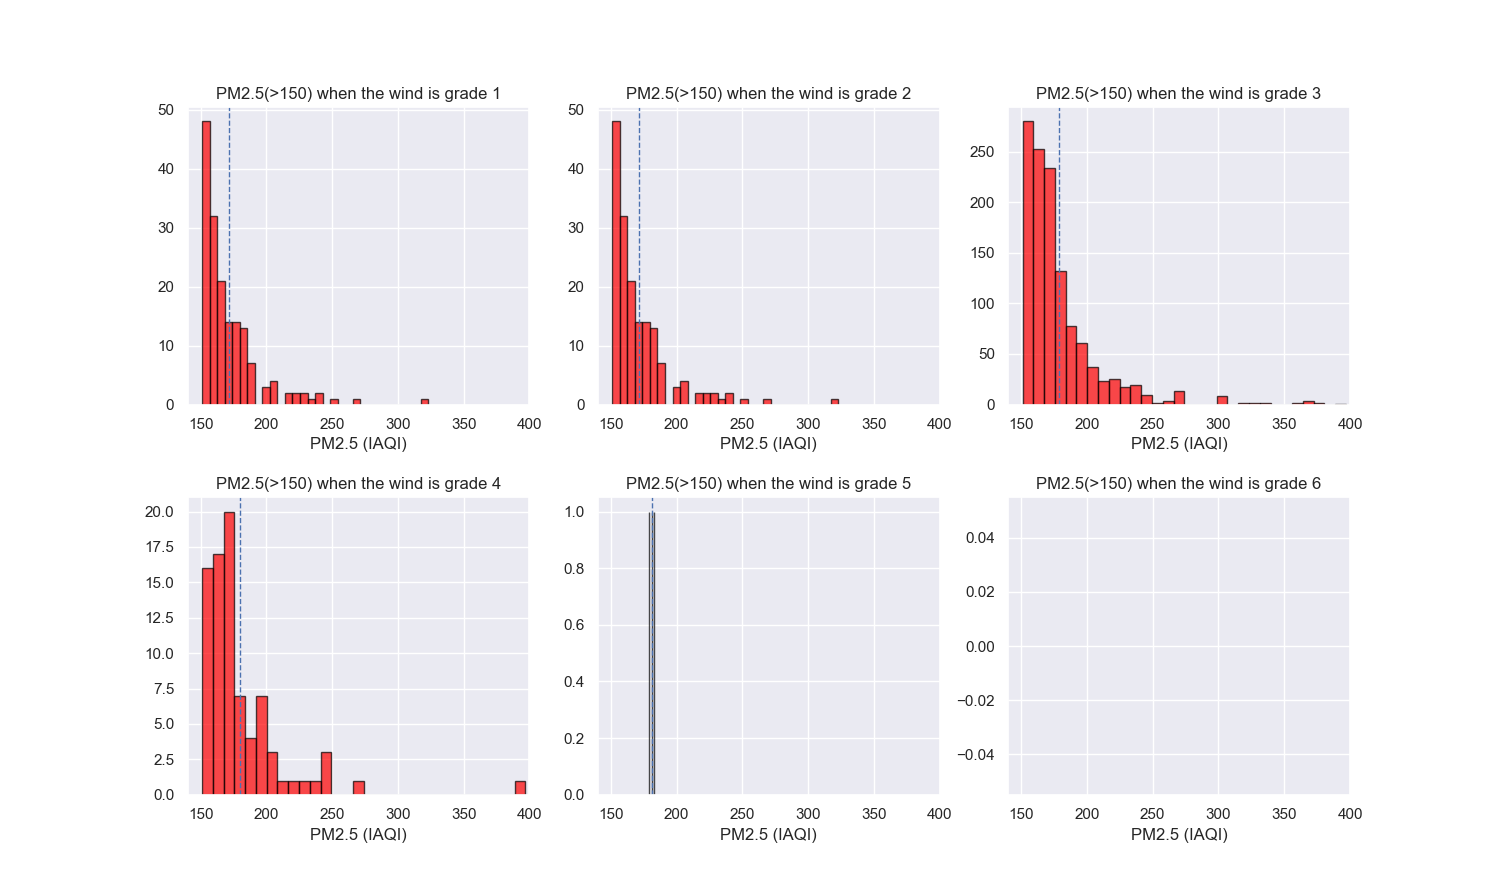 PM2.5(>150) when the wind is grade 1
50
40
30
20
10
0
150 200 250 300 350 400
PM2.5 (IAQI)
PM2.5(>150) when the wind is grade 2
50
40
30
20
10
0
150 200 250 300 350 400
PM2.5 (IAQI)
PM2.5(>150) when the wind is grade 3
250
200
150
100
50
0
150 200 250 300 350 400
PM2.5 (IAQI)
PM2.5(>150) when the wind is grade 4
20.0
17.5
15.0
12.5
10.0
7.5
5.0
2.5
0.0
150 200 250 300 350 400
PM2.5 (IAQI)
PM2.5(>150) when the wind is grade 5
1.0
0.8
0.6
0.4
0.2
0.0
150 200 250 300 350 400
PM2.5 (IAQI)
PM2.5(>150) when the wind is grade 6
0.04
0.02
0.00
−0.02
−0.04
150 200 250 300 350 400
PM2.5 (IAQI)